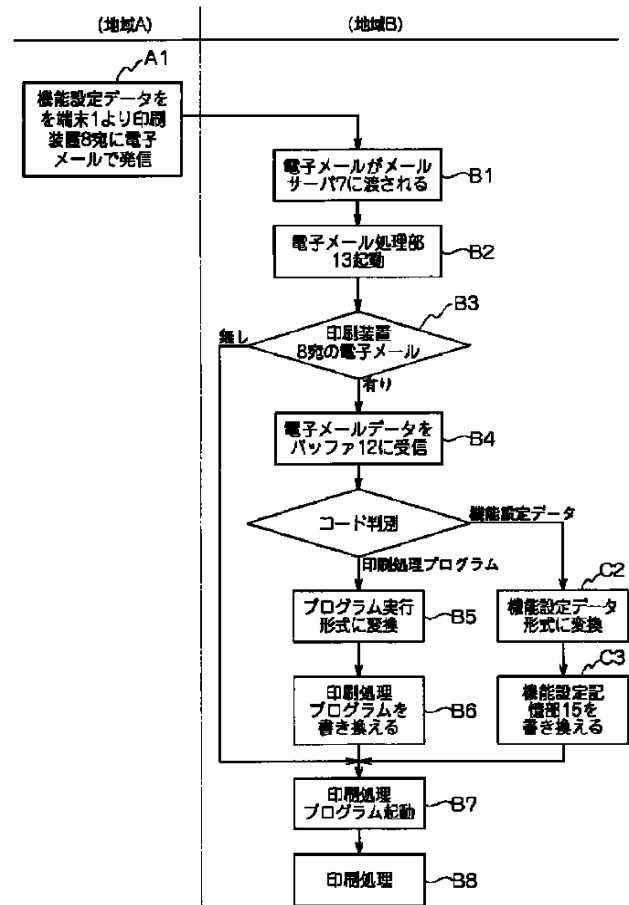 (地域A)
(地域B)
A1
機能設定データを
を端末1より印刷
装置8宛に電子
メールで発信
電子メールがメール
サーバ7に渡される
B1
電子メール処理部
13起動
B2
B3
無し
印刷装置
8宛の電子メール
有り
電子メールデータを
バッファ12に受信
B4
コード判別
機能設定データ
印刷処理プログラム
C2
プログラム実行
形式に変換
B5
機能設定データ
形式に変換
C3
印刷処理
プログラムを
書き換える
B6
機能設定記
憶部15を
書き換える
印刷処理
プログラム起動
B7
印刷処理
B8